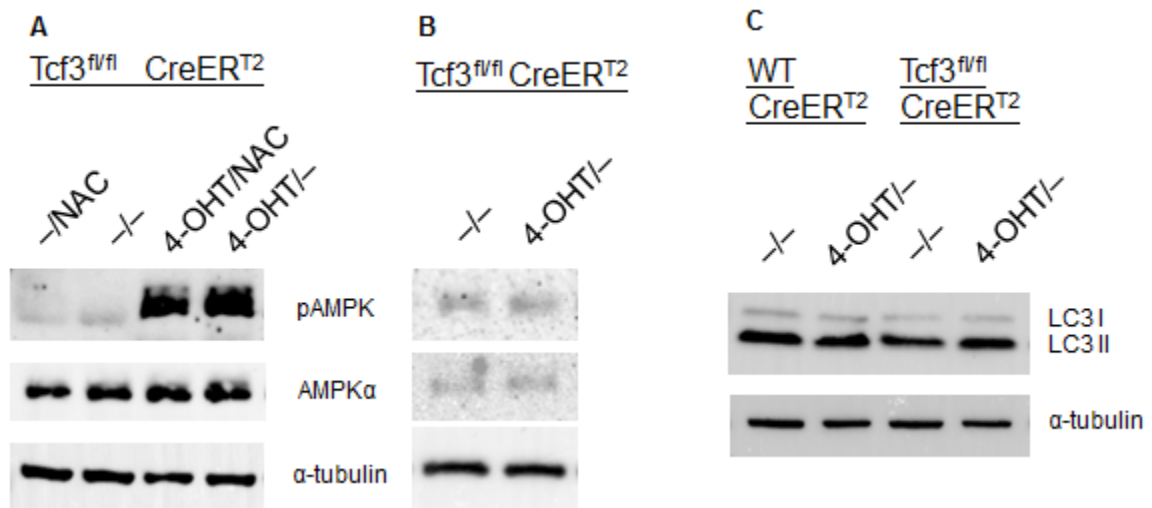 A
Tcf3fl/fl CreERT2
–/NAC
–/–
4-OHT/NAC
4-OHT/–
pAMPK
AMPKα
α-tubulin
B
Tcf3fl/fl CreERT2
–/–
4-OHT/–
C
WT
CreERT2
Tcf3fl/fl
CreERT2
–/–
4-OHT/–
–/–
4-OHT/–
LC3 I
LC3 II
α-tubulin